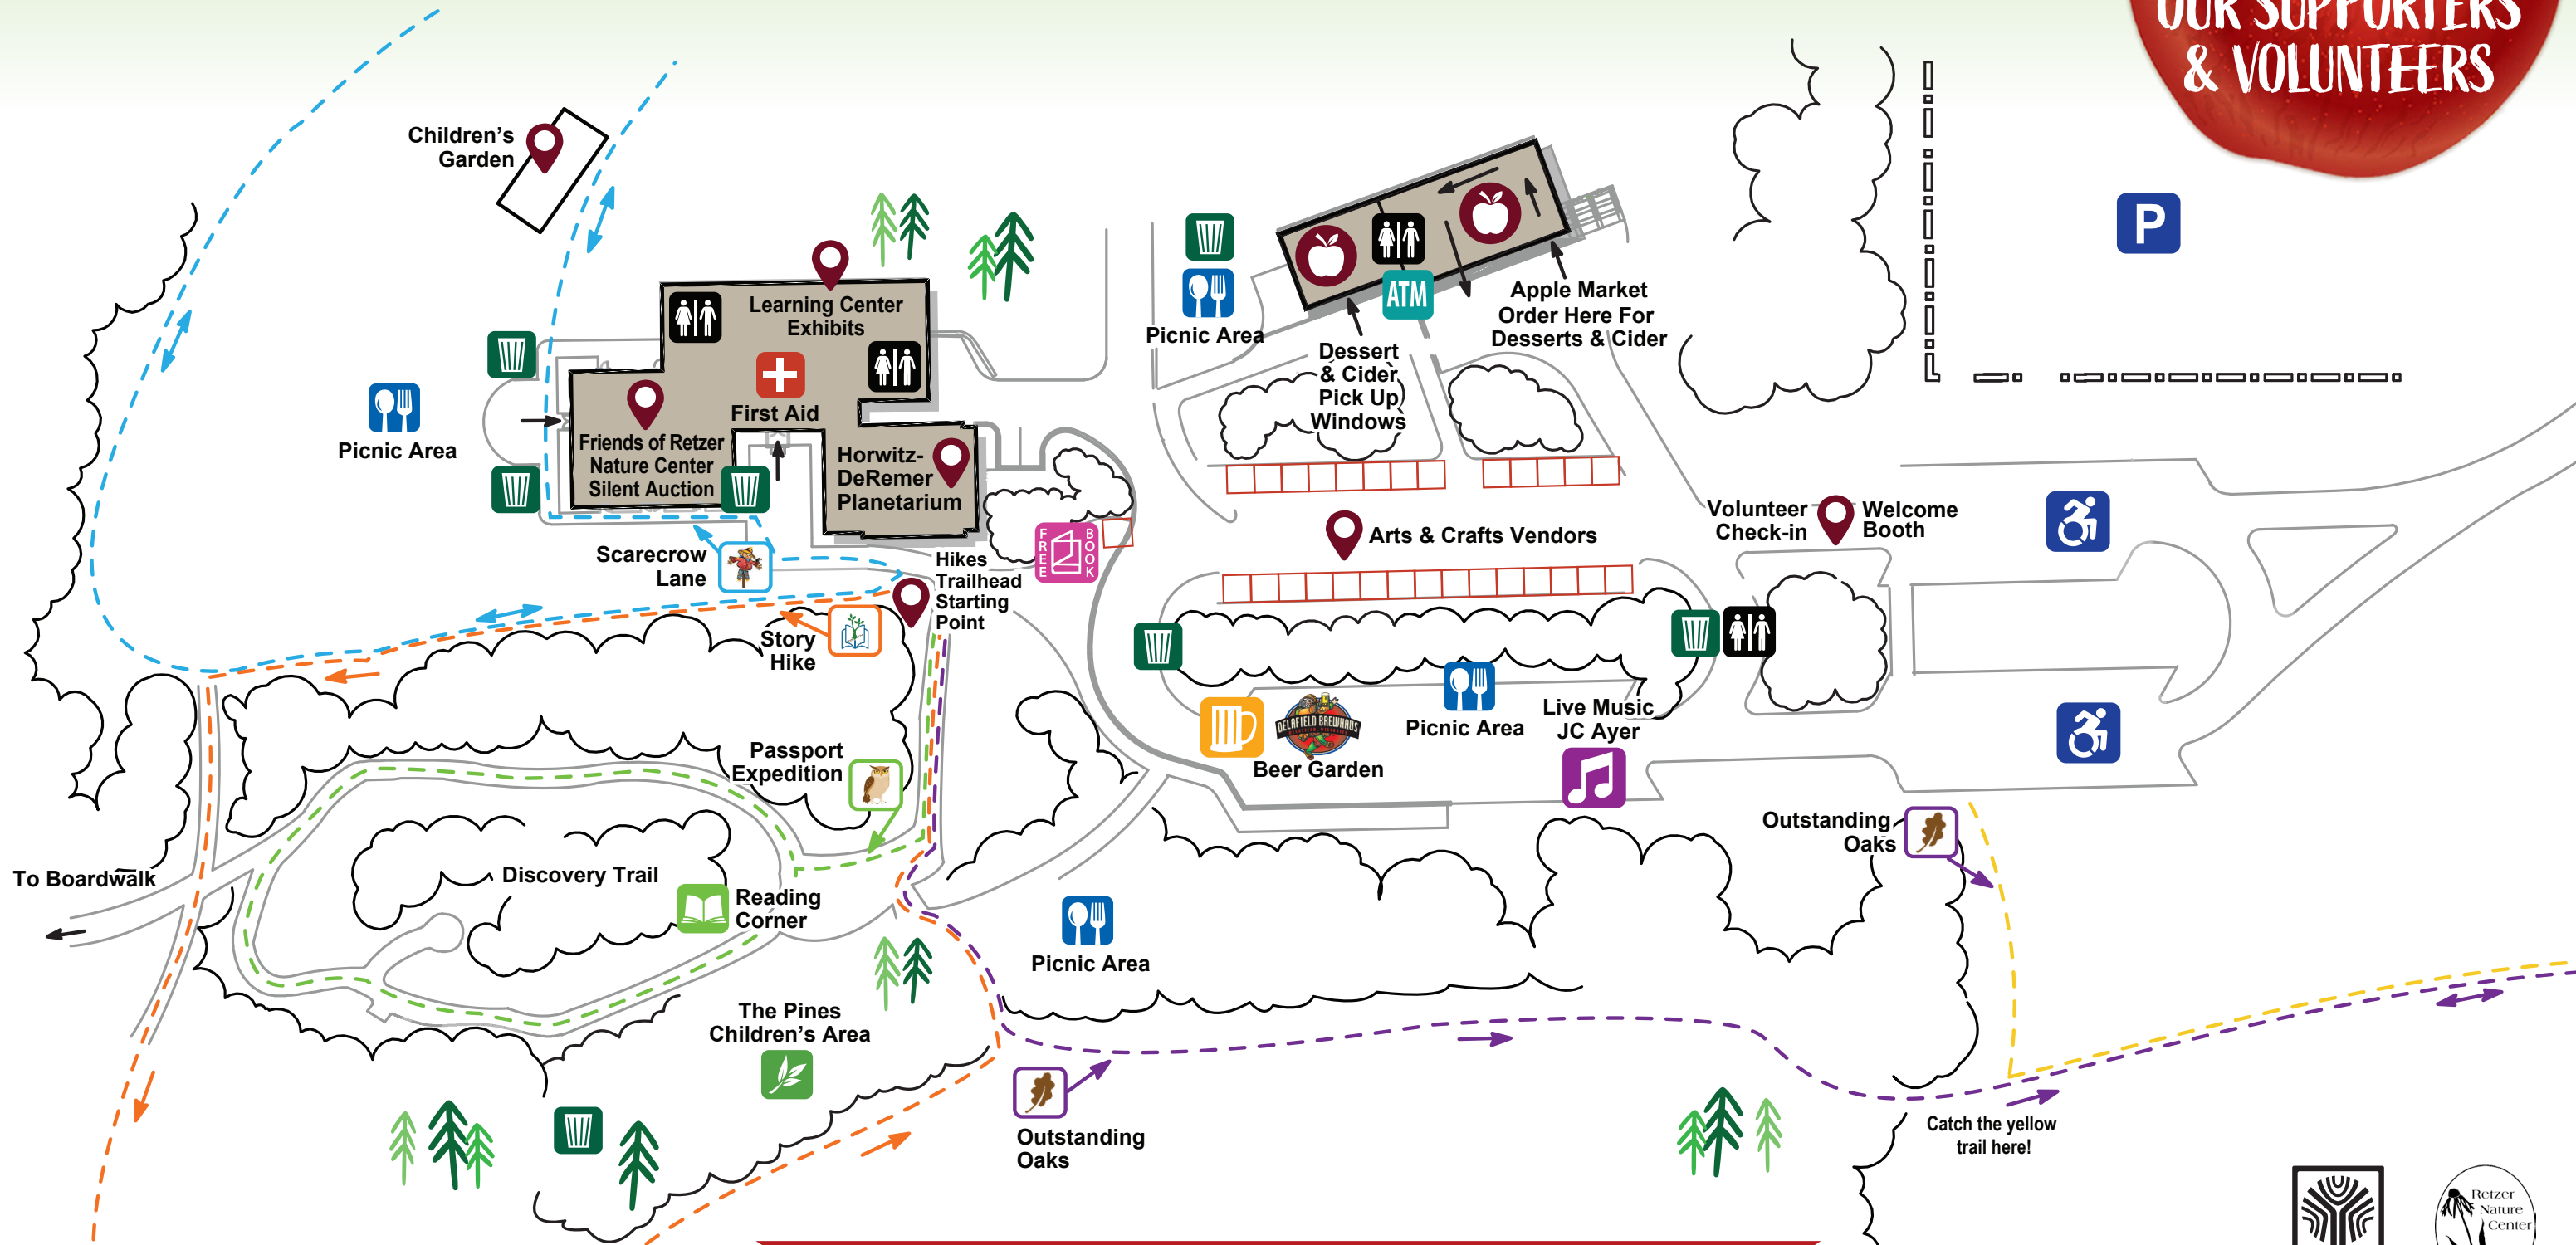 OUR SUPPORTERS
& VOLUNTEERS
Children's
Garden
P
Learning Center
Exhibits
First Aid
Friends of Retzer
Nature Center
Silent Auction
Horwitz-
DeRemer
Planetarium
Picnic Area
Picnic Area
ATM
Apple Market
Order Here For
Desserts & Cider
Dessert
& Cider
Pick Up
Windows
Volunteer
Check-in
Welcome
Booth
Arts & Crafts Vendors
FREE
BOOK
Scarecrow
Lane
Hikes
Trailhead
Starting
Point
Story
Hike
Passport
Expedition
DELAFIELD BREWHAUS
Beer Garden
Picnic Area
Live Music
JC Ayer
Outstanding
Oaks
To Boardwalk
Discovery Trail
Reading
Corner
Picnic Area
The Pines
Children's Area
Outstanding
Oaks
Catch the yellow
trail here!
Retzer
Nature
Center